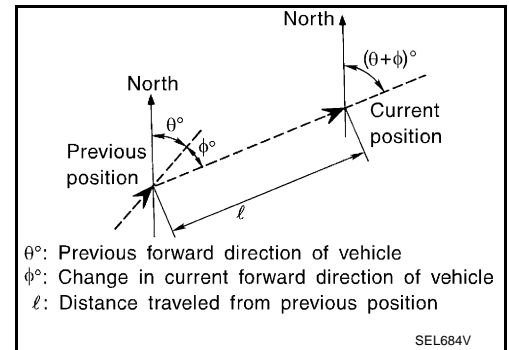 North
(θ+φ)°
North
θ°
φ°
Current
position
Previous
position
ℓ
θ°: Previous forward direction of vehicle
φ°: Change in current forward direction of vehicle
ℓ: Distance traveled from previous position
SEL684V